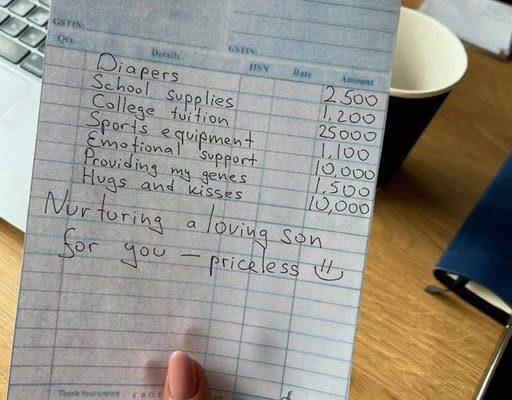 GSTIN:
GSTIN:
Qty. Details HSN Rate Amount
Diapers 2,500
School supplies 1,200
College tuition 25000
Sports equipment 1,100
Emotional support 10,000
Providing my genes 1,500
Hugs and kisses 10,000
Nurturing a loving son
for you – priceless
Thank You
E & O.E